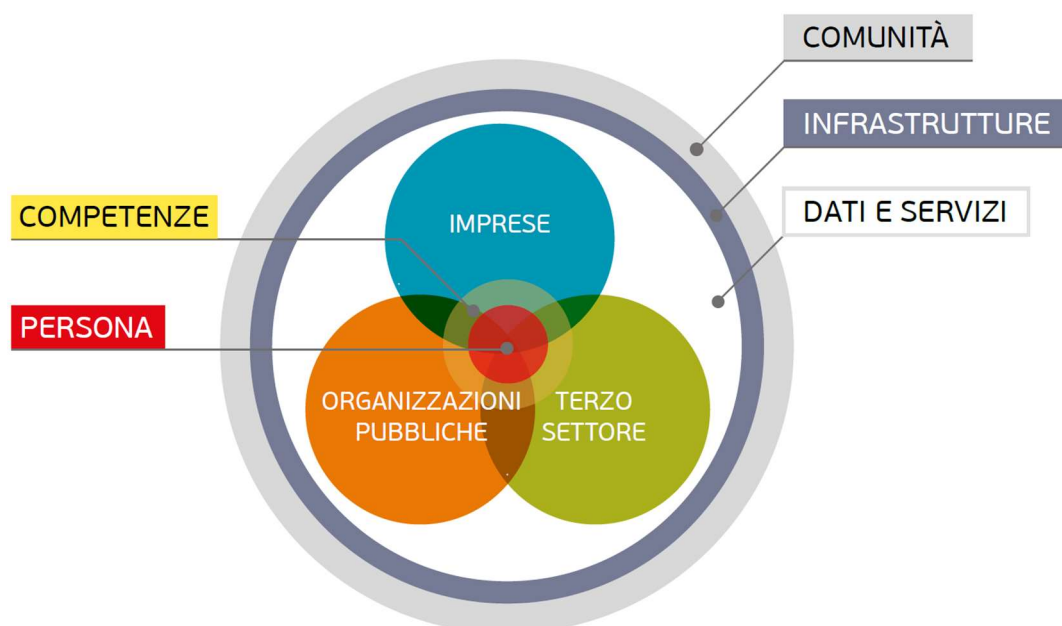 COMUNITÀ
INFRASTRUTTURE
DATI E SERVIZI
COMPETENZE
PERSONA
IMPRESE
ORGANIZZAZIONI
PUBBLICHE
TERZO
SETTORE